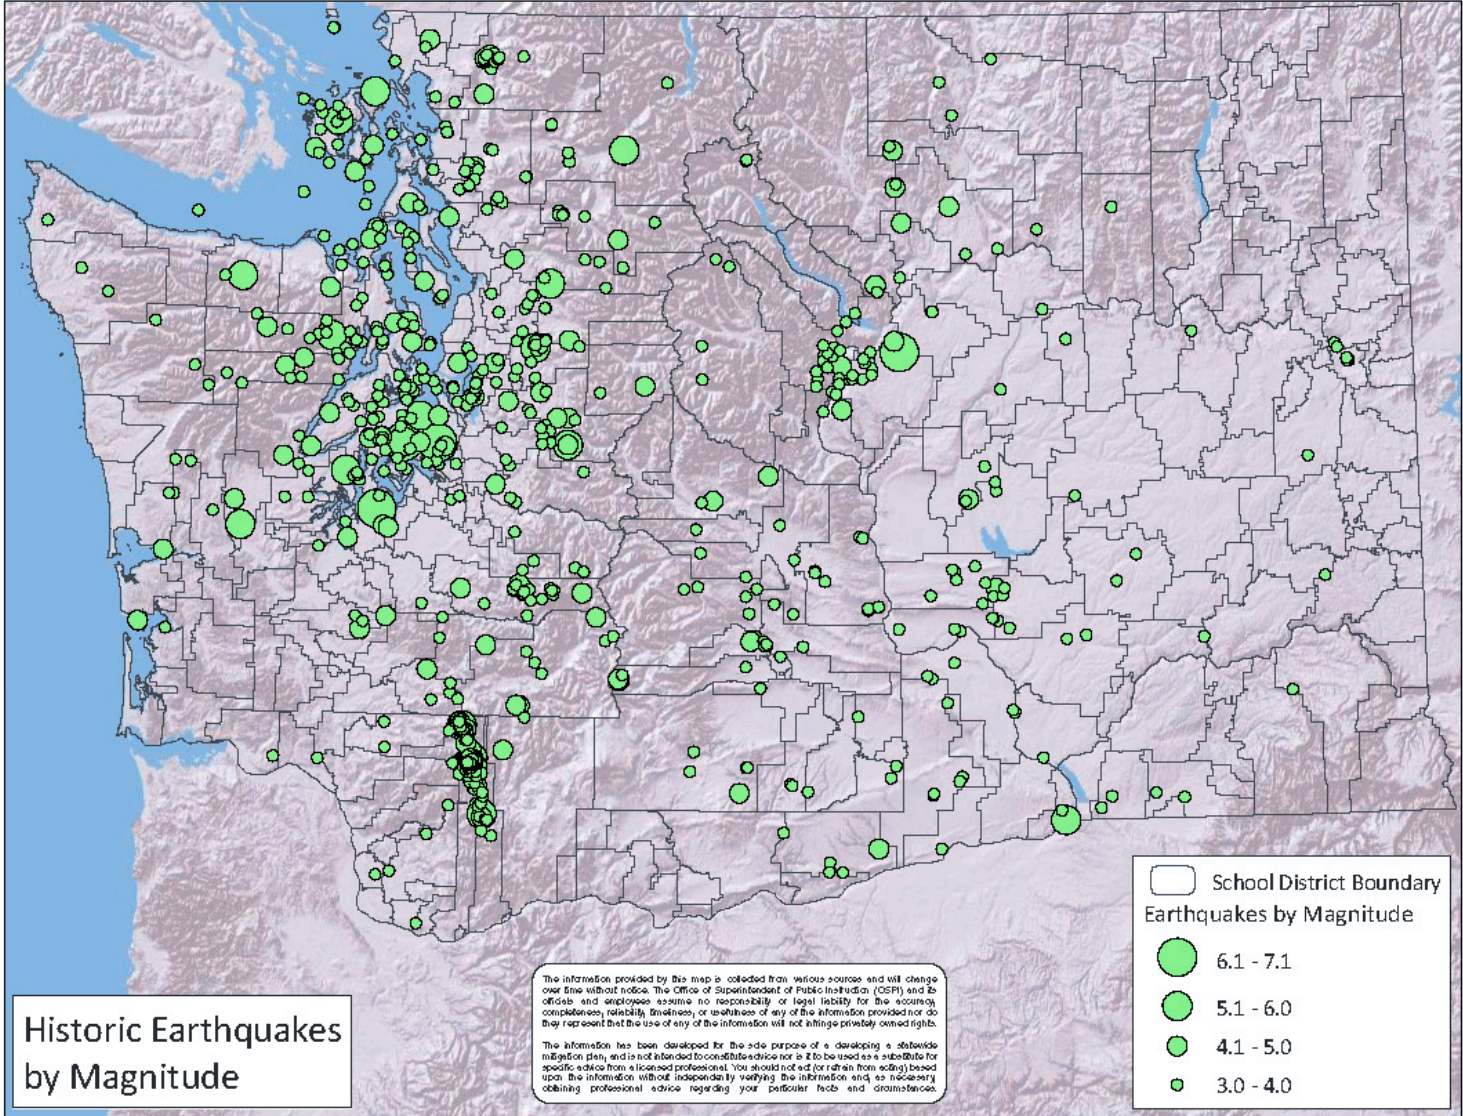 School District Boundary
Earthquakes by Magnitude
6.1 - 7.1
5.1 - 6.0
4.1 - 5.0
3.0 - 4.0
Historic Earthquakes
by Magnitude
The information provided by this map is collected from various sources and will change
over time without notice. The Office of Superintendent of Public Instruction (OSPI) and its
officials and employees assume no responsibility or legal liability for the accuracy,
completeness, reliability, timeliness, or usefulness of any of the information provided nor do
they represent that the use of any of the information will not infringe privately owned rights.
The information has been developed for the sole purpose of a developing a statewide
mitigation plan, and is not intended to constitute advice nor is it to be used as a substitute for
specific advice from a licensed professional. You should not act (or refrain from acting) based
upon the information without independently verifying the information and, as necessary,
obtaining professional advice regarding your particular facts and circumstances.